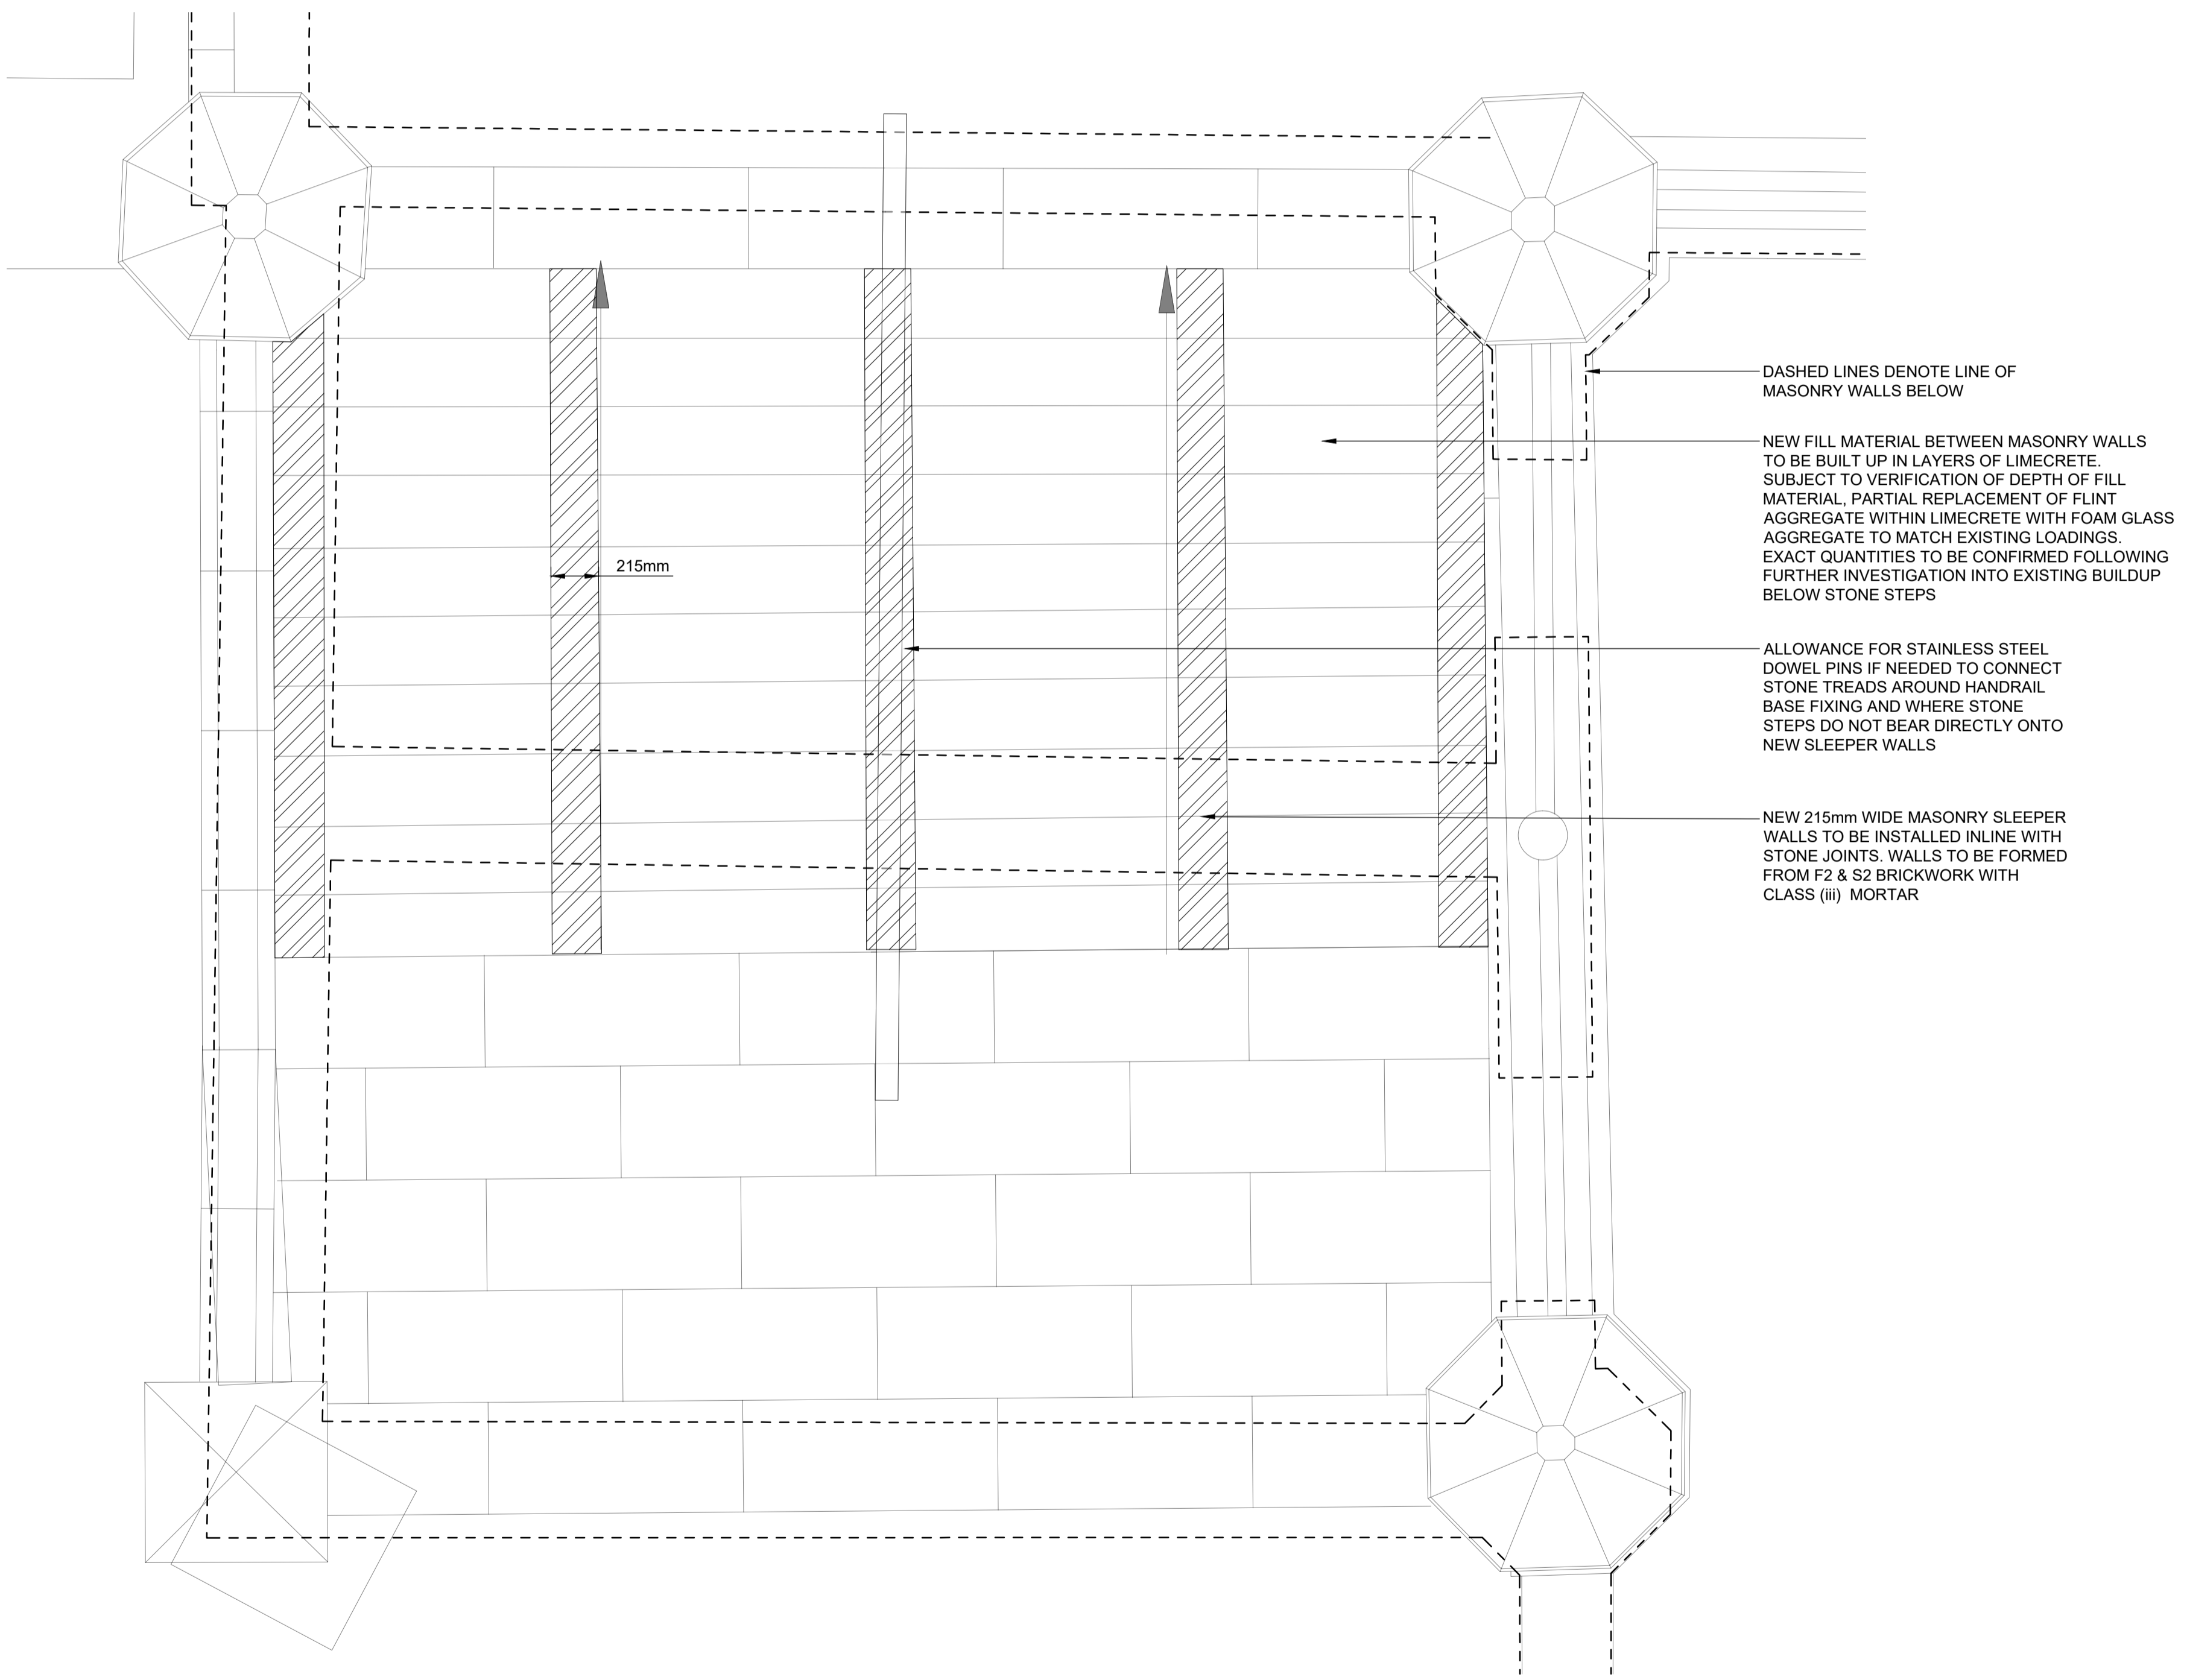 DASHED LINES DENOTE LINE OF
MASONRY WALLS BELOW
NEW FILL MATERIAL BETWEEN MASONRY WALLS
TO BE BUILT UP IN LAYERS OF LIMECRETE.
SUBJECT TO VERIFICATION OF DEPTH OF FILL
MATERIAL, PARTIAL REPLACEMENT OF FLINT
AGGREGATE WITHIN LIMECRETE WITH FOAM GLASS
AGGREGATE TO MATCH EXISTING LOADINGS.
EXACT QUANTITIES TO BE CONFIRMED FOLLOWING
FURTHER INVESTIGATION INTO EXISTING BUILDUP
BELOW STONE STEPS
215mm
ALLOWANCE FOR STAINLESS STEEL
DOWEL PINS IF NEEDED TO CONNECT
STONE TREADS AROUND HANDRAIL
BASE FIXING AND WHERE STONE
STEPS DO NOT BEAR DIRECTLY ONTO
NEW SLEEPER WALLS
NEW 215mm WIDE MASONRY SLEEPER
WALLS TO BE INSTALLED INLINE WITH
STONE JOINTS. WALLS TO BE FORMED
FROM F2 & S2 BRICKWORK WITH
CLASS (iii) MORTAR